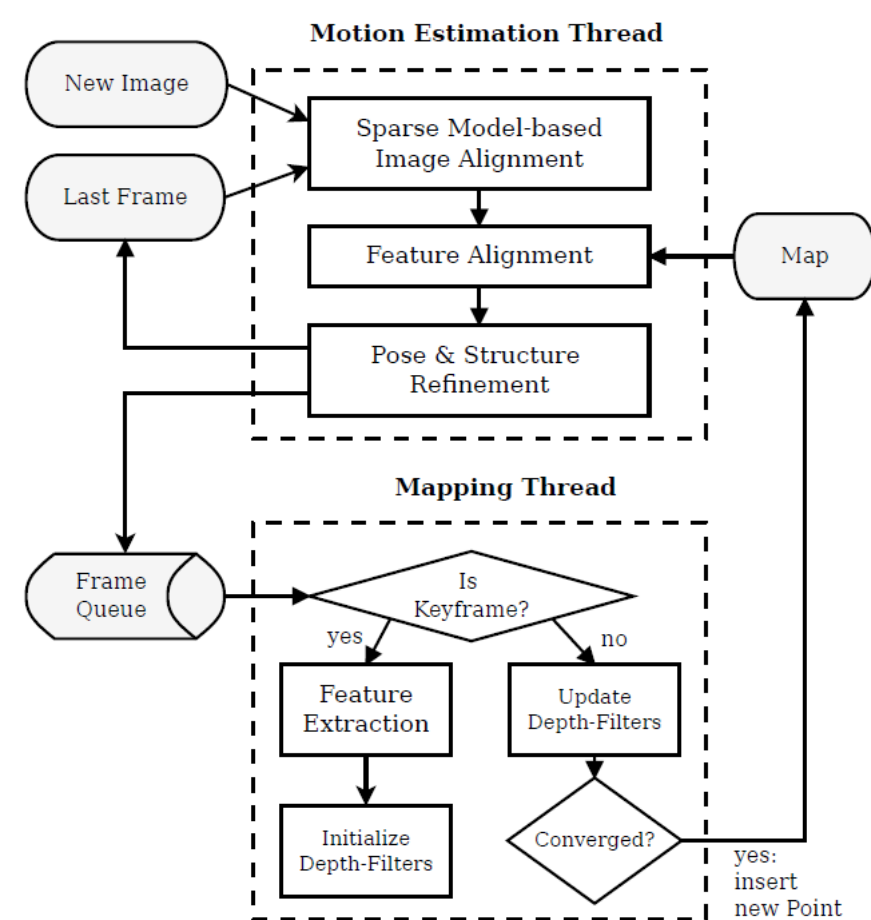 Motion Estimation Thread
New Image
Sparse Model-based
Image Alignment
Last Frame
Feature Alignment
Map
Pose & Structure
Refinement
Mapping Thread
Frame
Queue
Is
Keyframe?
yes
no
Feature
Extraction
Update
Depth-Filters
Initialize
Depth-Filters
Converged?
yes:
insert
new Point